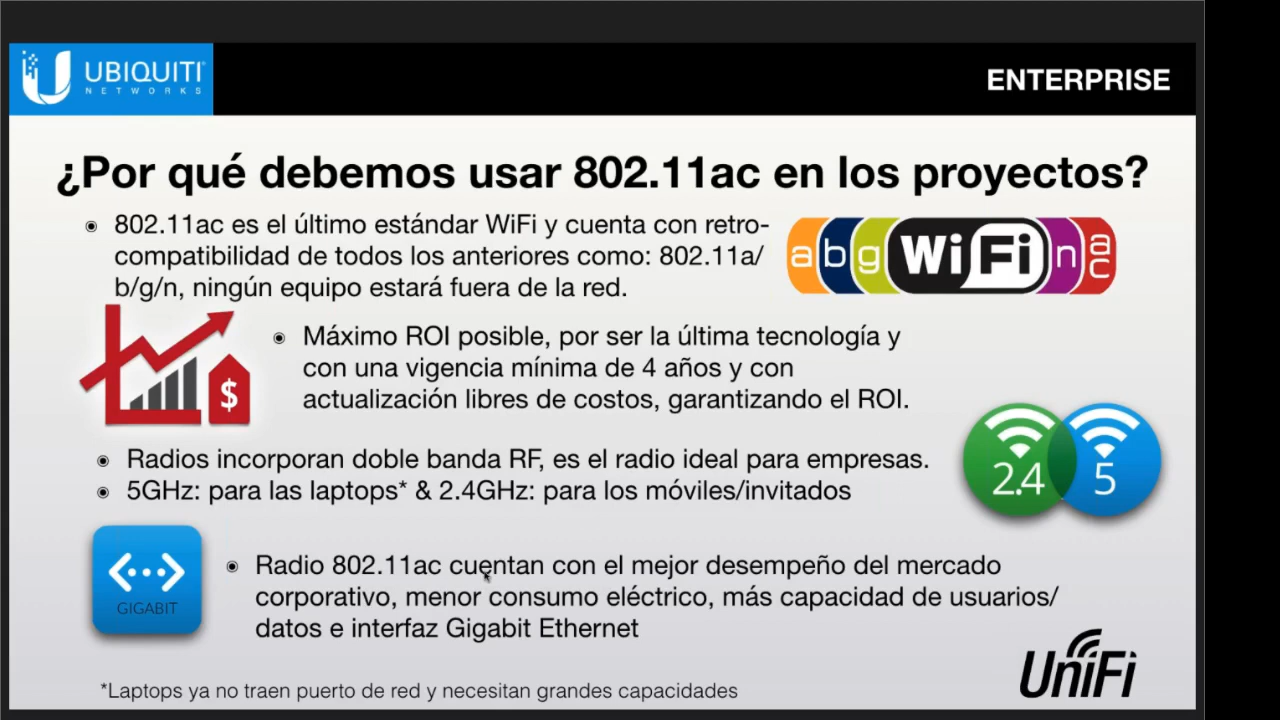 UBIQUITI
NETWORKS
ENTERPRISE
¿Por qué debemos usar 802.11ac en los proyectos?
802.11ac es el último estándar WiFi y cuenta con retro-
compatibilidad de todos los anteriores como: 802.11a/
b/g/n, ningún equipo estará fuera de la red.
a b g WiFi n ac
Máximo ROI posible, por ser la última tecnología y
con una vigencia mínima de 4 años y con
actualización libres de costos, garantizando el ROI.
$
Radios incorporan doble banda RF, es el radio ideal para empresas.
5GHz: para las laptops* & 2.4GHz: para los móviles/invitados
2.4 5
GIGABIT
Radio 802.11ac cuentan con el mejor desempeño del mercado
corporativo, menor consumo eléctrico, más capacidad de usuarios/
datos e interfaz Gigabit Ethernet
UniFi
*Laptops ya no traen puerto de red y necesitan grandes capacidades